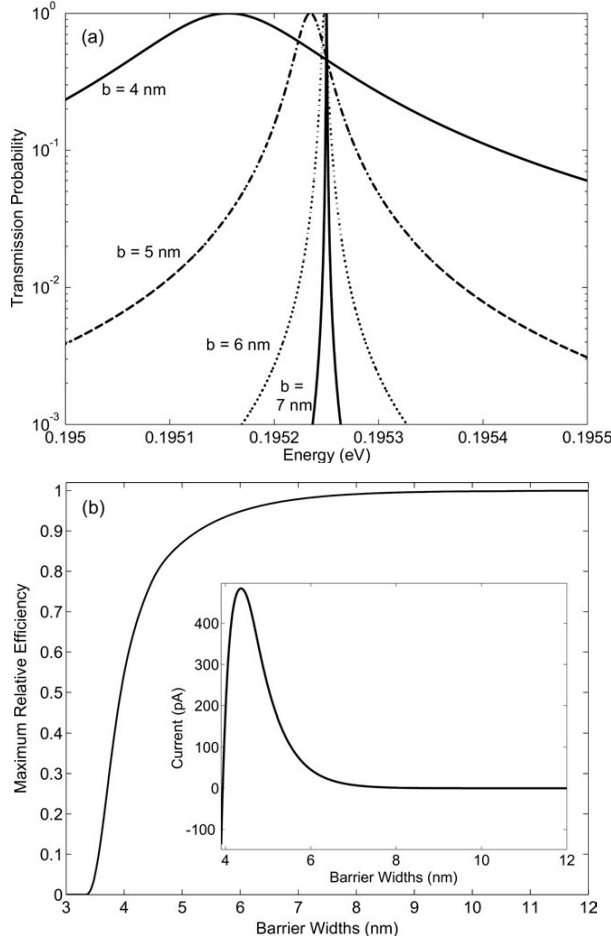 (a)
b = 4 nm
b = 5 nm
b = 6 nm
b =
7 nm
Transmission Probability
10^0
10^-1
10^-2
10^-3
0.195 0.1951 0.1952 0.1953 0.1954 0.1955
Energy (eV)
(b)
Maximum Relative Efficiency
1
0.9
0.8
0.7
0.6
0.5
0.4
0.3
0.2
0.1
0
Current (pA)
400
300
200
100
0
-100
4 6 8 10 12
Barrier Widths (nm)
3 4 5 6 7 8 9 10 11 12
Barrier Widths (nm)